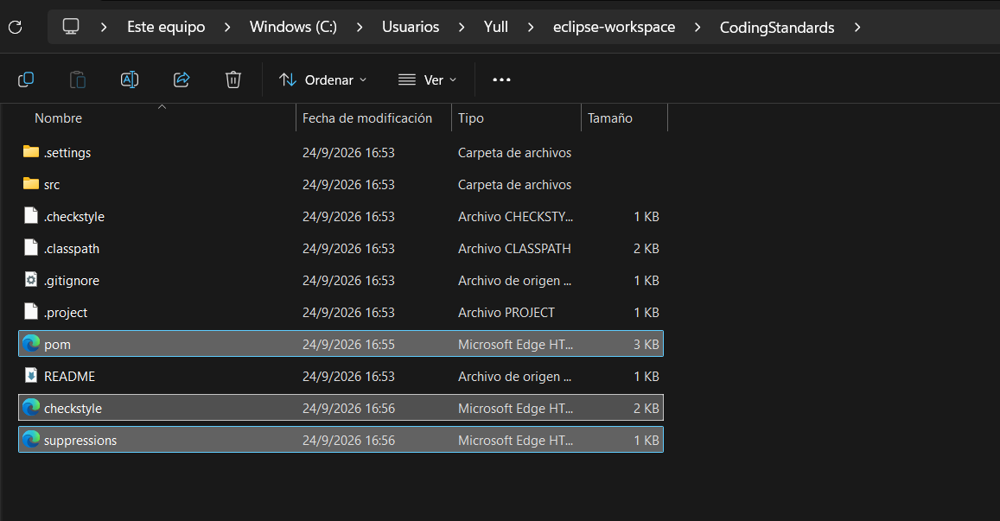 Este equipo > Windows (C:) > Usuarios > Yull > eclipse-workspace > CodingStandards >
Ordenar Ver •••
Nombre Fecha de modificación Tipo Tamaño
.settings 24/9/2026 16:53 Carpeta de archivos
src 24/9/2026 16:53 Carpeta de archivos
.checkstyle 24/9/2026 16:53 Archivo CHECKSTY... 1 KB
.classpath 24/9/2026 16:53 Archivo CLASSPATH 2 KB
.gitignore 24/9/2026 16:53 Archivo de origen ... 1 KB
.project 24/9/2026 16:53 Archivo PROJECT 1 KB
pom 24/9/2026 16:55 Microsoft Edge HT... 3 KB
README 24/9/2026 16:53 Archivo de origen ... 1 KB
checkstyle 24/9/2026 16:56 Microsoft Edge HT... 2 KB
suppressions 24/9/2026 16:56 Microsoft Edge HT... 1 KB